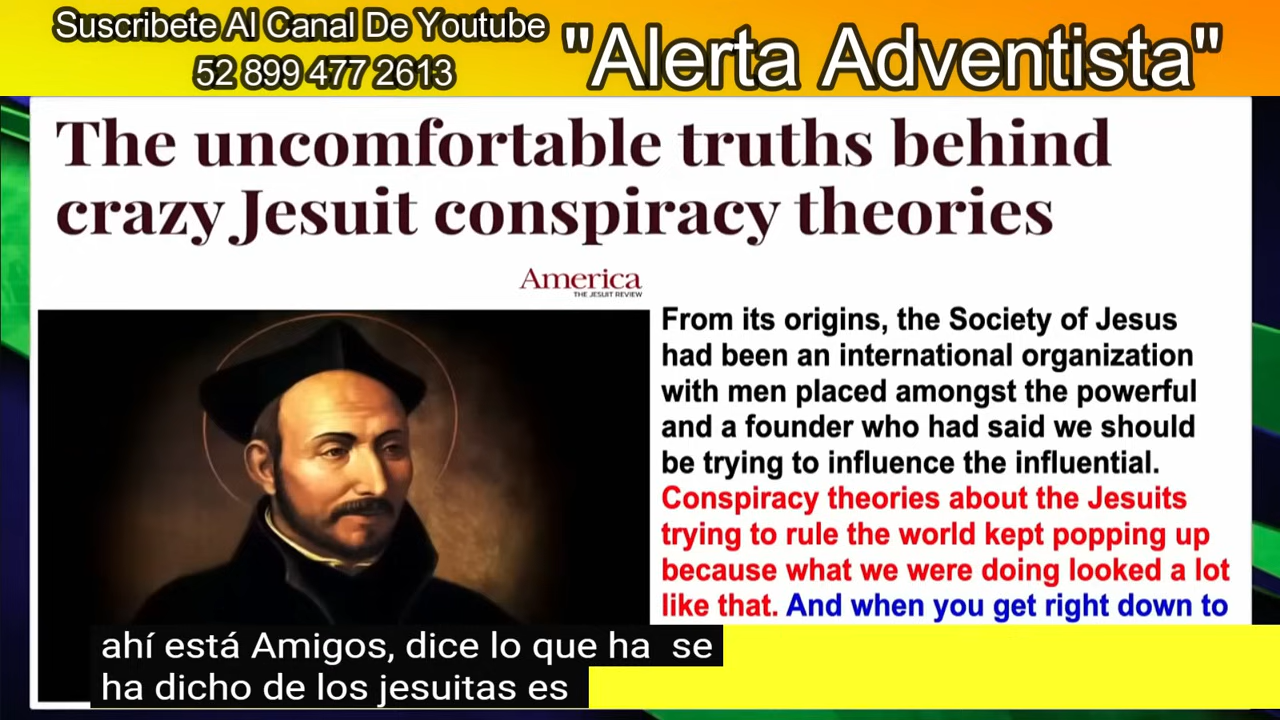 Suscribete Al Canal De Youtube
52 899 477 2613
"Alerta Adventista"
The uncomfortable truths behind
crazy Jesuit conspiracy theories
America
THE JESUIT REVIEW
From its origins, the Society of Jesus
had been an international organization
with men placed amongst the powerful
and a founder who had said we should
be trying to influence the influential.
Conspiracy theories about the Jesuits
trying to rule the world kept popping up
because what we were doing looked a lot
like that. And when you get right down to
ahí está Amigos, dice lo que ha se
ha dicho de los jesuitas es